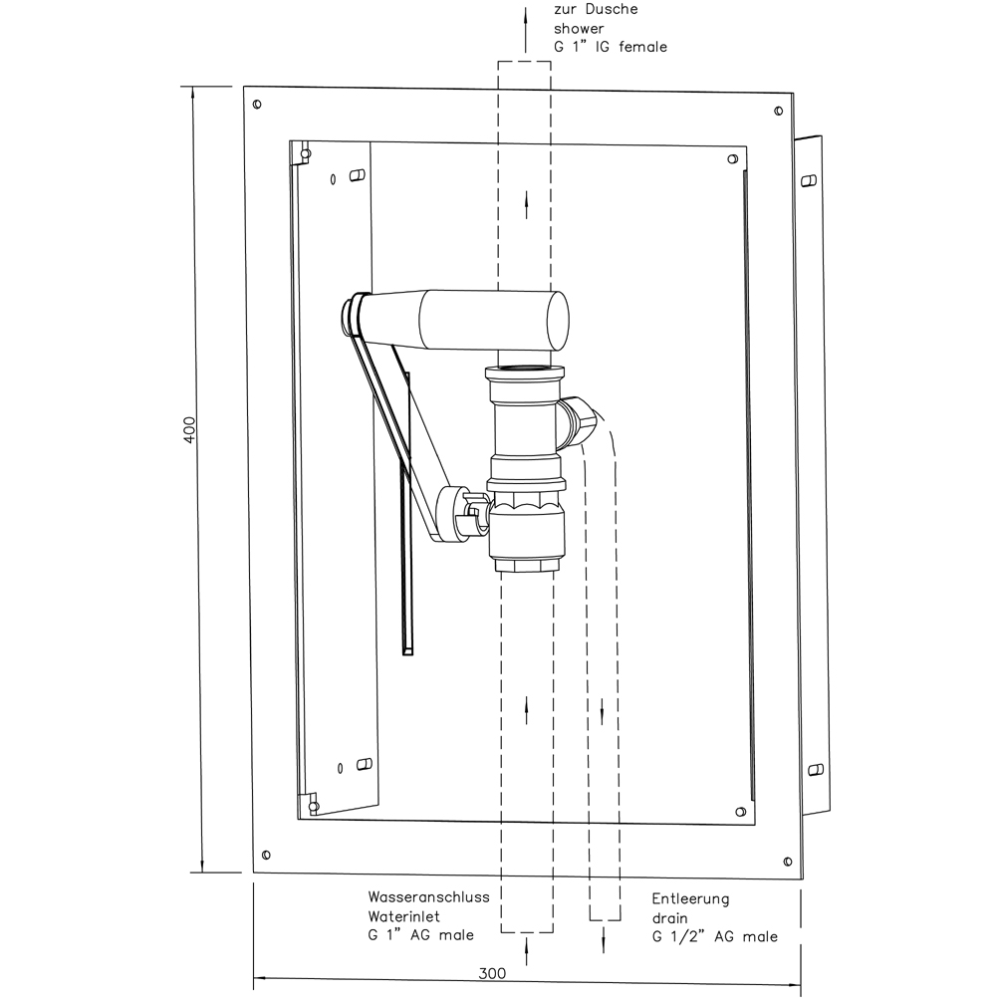 zur Dusche
shower
G 1” IG female
400
Wasseranschluss
Waterinlet
G 1” AG male
Entleerung
drain
G 1/2” AG male
300